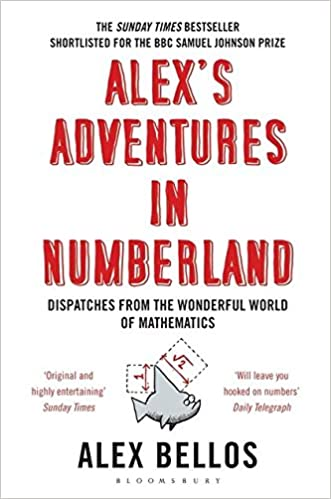 THE SUNDAY TIMES BESTSELLER
SHORTLISTED FOR THE BBC SAMUEL JOHNSON PRIZE
ALEX'S
ADVENTURES
IN
NUMBERLAND
DISPATCHES FROM THE WONDERFUL WORLD
OF MATHEMATICS
'Original and
highly entertaining'
Sunday Times
1
√2
'Will leave you
hooked on numbers'
Daily Telegraph
ALEX BELLOS
BLOOMSBURY